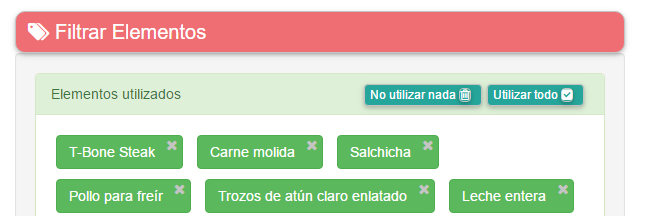 Filtrar Elementos
Elementos utilizados No utilizar nada Utilizar todo
T-Bone Steak Carne molida Salchicha
Pollo para freír Trozos de atún claro enlatado Leche entera